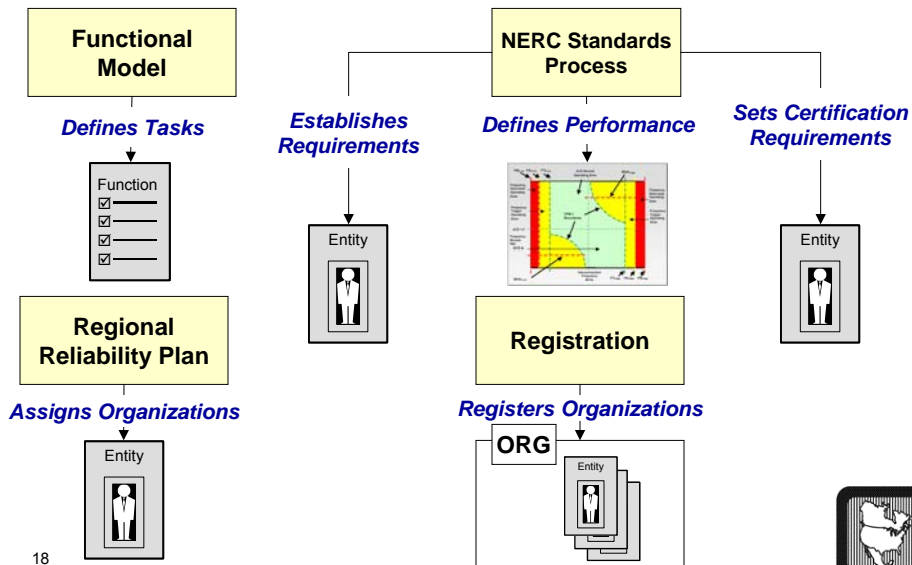 Functional
Model
Defines Tasks
Function
NERC Standards
Process
Establishes
Requirements
Defines Performance
Sets Certification
Requirements
Entity
Entity
Regional
Reliability Plan
Assigns Organizations
Entity
Registration
Registers Organizations
ORG
Entity
18